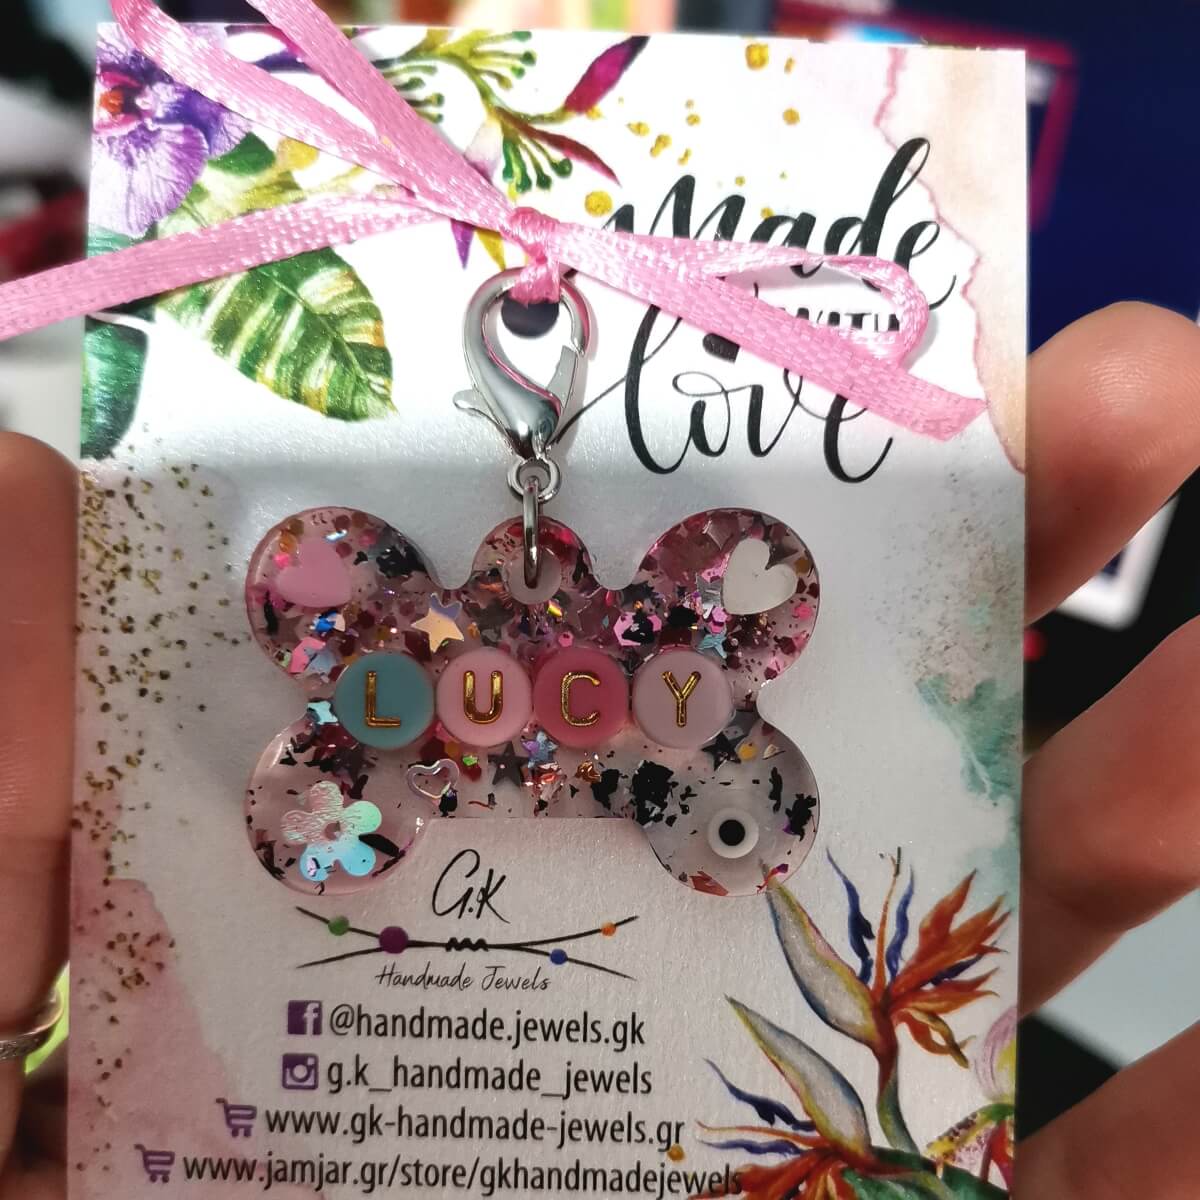 made
with
love
LUCY
G.K
Handmade Jewels
@handmade.jewels.gk
g.k_handmade_jewels
www.gk-handmade-jewels.gr
www.jamjar.gr/store/gkhandmadejewels